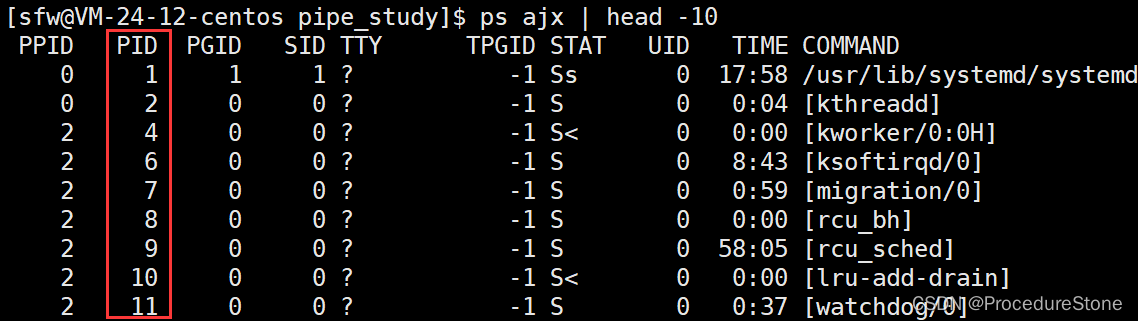 [sfw@VM-24-12-centos pipe_study]$ ps ajx | head -10
PPID PID PGID SID TTY TPGID STAT UID TIME COMMAND
0 1 1 1 ? -1 Ss 0 17:58 /usr/lib/systemd/systemd
0 2 0 0 ? -1 S 0 0:04 [kthreadd]
2 4 0 0 ? -1 S< 0 0:00 [kworker/0:0H]
2 6 0 0 ? -1 S 0 8:43 [ksoftirqd/0]
2 7 0 0 ? -1 S 0 0:59 [migration/0]
2 8 0 0 ? -1 S 0 0:00 [rcu_bh]
2 9 0 0 ? -1 S 0 58:05 [rcu_sched]
2 10 0 0 ? -1 S< 0 0:00 [lru-add-drain]
2 11 0 0 ? -1 S 0 0:37 [watchdog/0]
CSDN @ProcedureStone